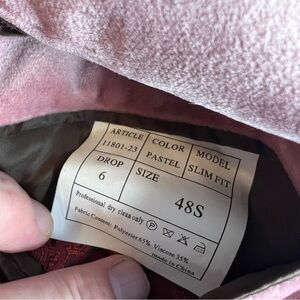 ARTICLE COLOR MODEL
11801-23 PASTEL SLIM FIT
DROP SIZE
6 48S
Professional dry clean only P
Fabric Content: Polyester 65% Viscose 35%
made in China